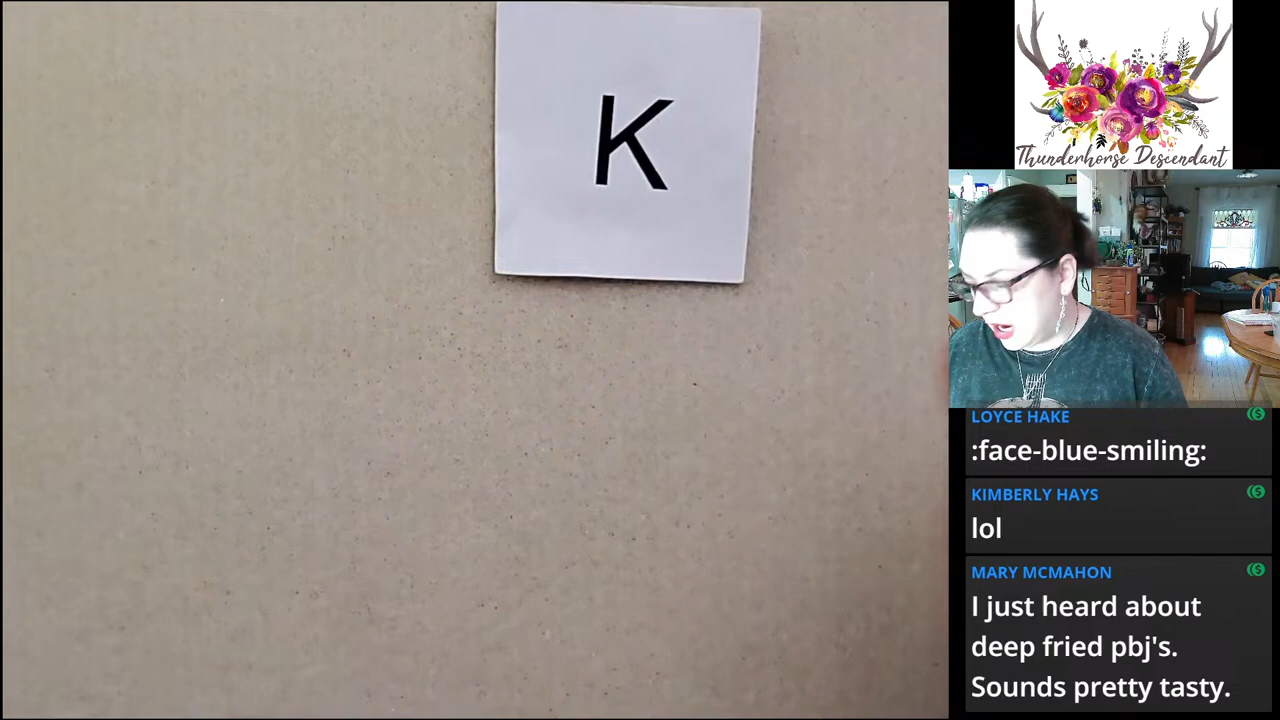 K
Thunderhorse Descendant
LOYCE HAKE
:face-blue-smiling:
KIMBERLY HAYS
lol
MARY MCMAHON
I just heard about
deep fried pbj's.
Sounds pretty tasty.